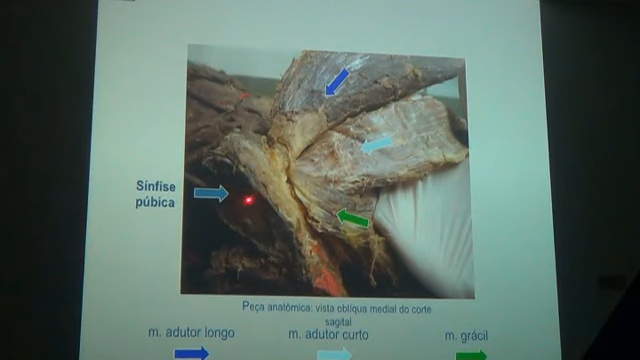 Sínfise
púbica
Peça anatômica: vista oblíqua medial do corte
sagital
m. adutor longo
m. adutor curto
m. grácil